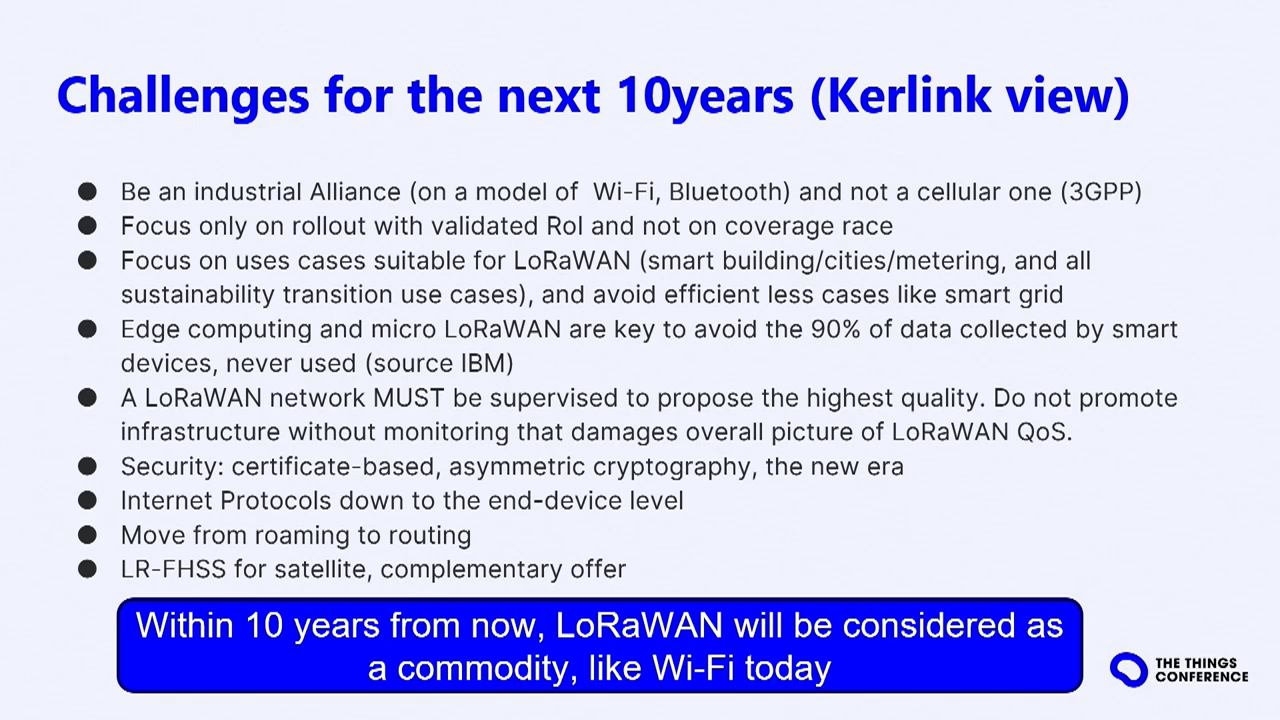 Challenges for the next 10years (Kerlink view)
● Be an industrial Alliance (on a model of Wi-Fi, Bluetooth) and not a cellular one (3GPP)
● Focus only on rollout with validated RoI and not on coverage race
● Focus on uses cases suitable for LoRaWAN (smart building/cities/metering, and all
sustainability transition use cases), and avoid efficient less cases like smart grid
● Edge computing and micro LoRaWAN are key to avoid the 90% of data collected by smart
devices, never used (source IBM)
● A LoRaWAN network MUST be supervised to propose the highest quality. Do not promote
infrastructure without monitoring that damages overall picture of LoRaWAN QoS.
● Security: certificate-based, asymmetric cryptography, the new era
● Internet Protocols down to the end-device level
● Move from roaming to routing
● LR-FHSS for satellite, complementary offer
Within 10 years from now, LoRaWAN will be considered as
a commodity, like Wi-Fi today
THE THINGS
CONFERENCE